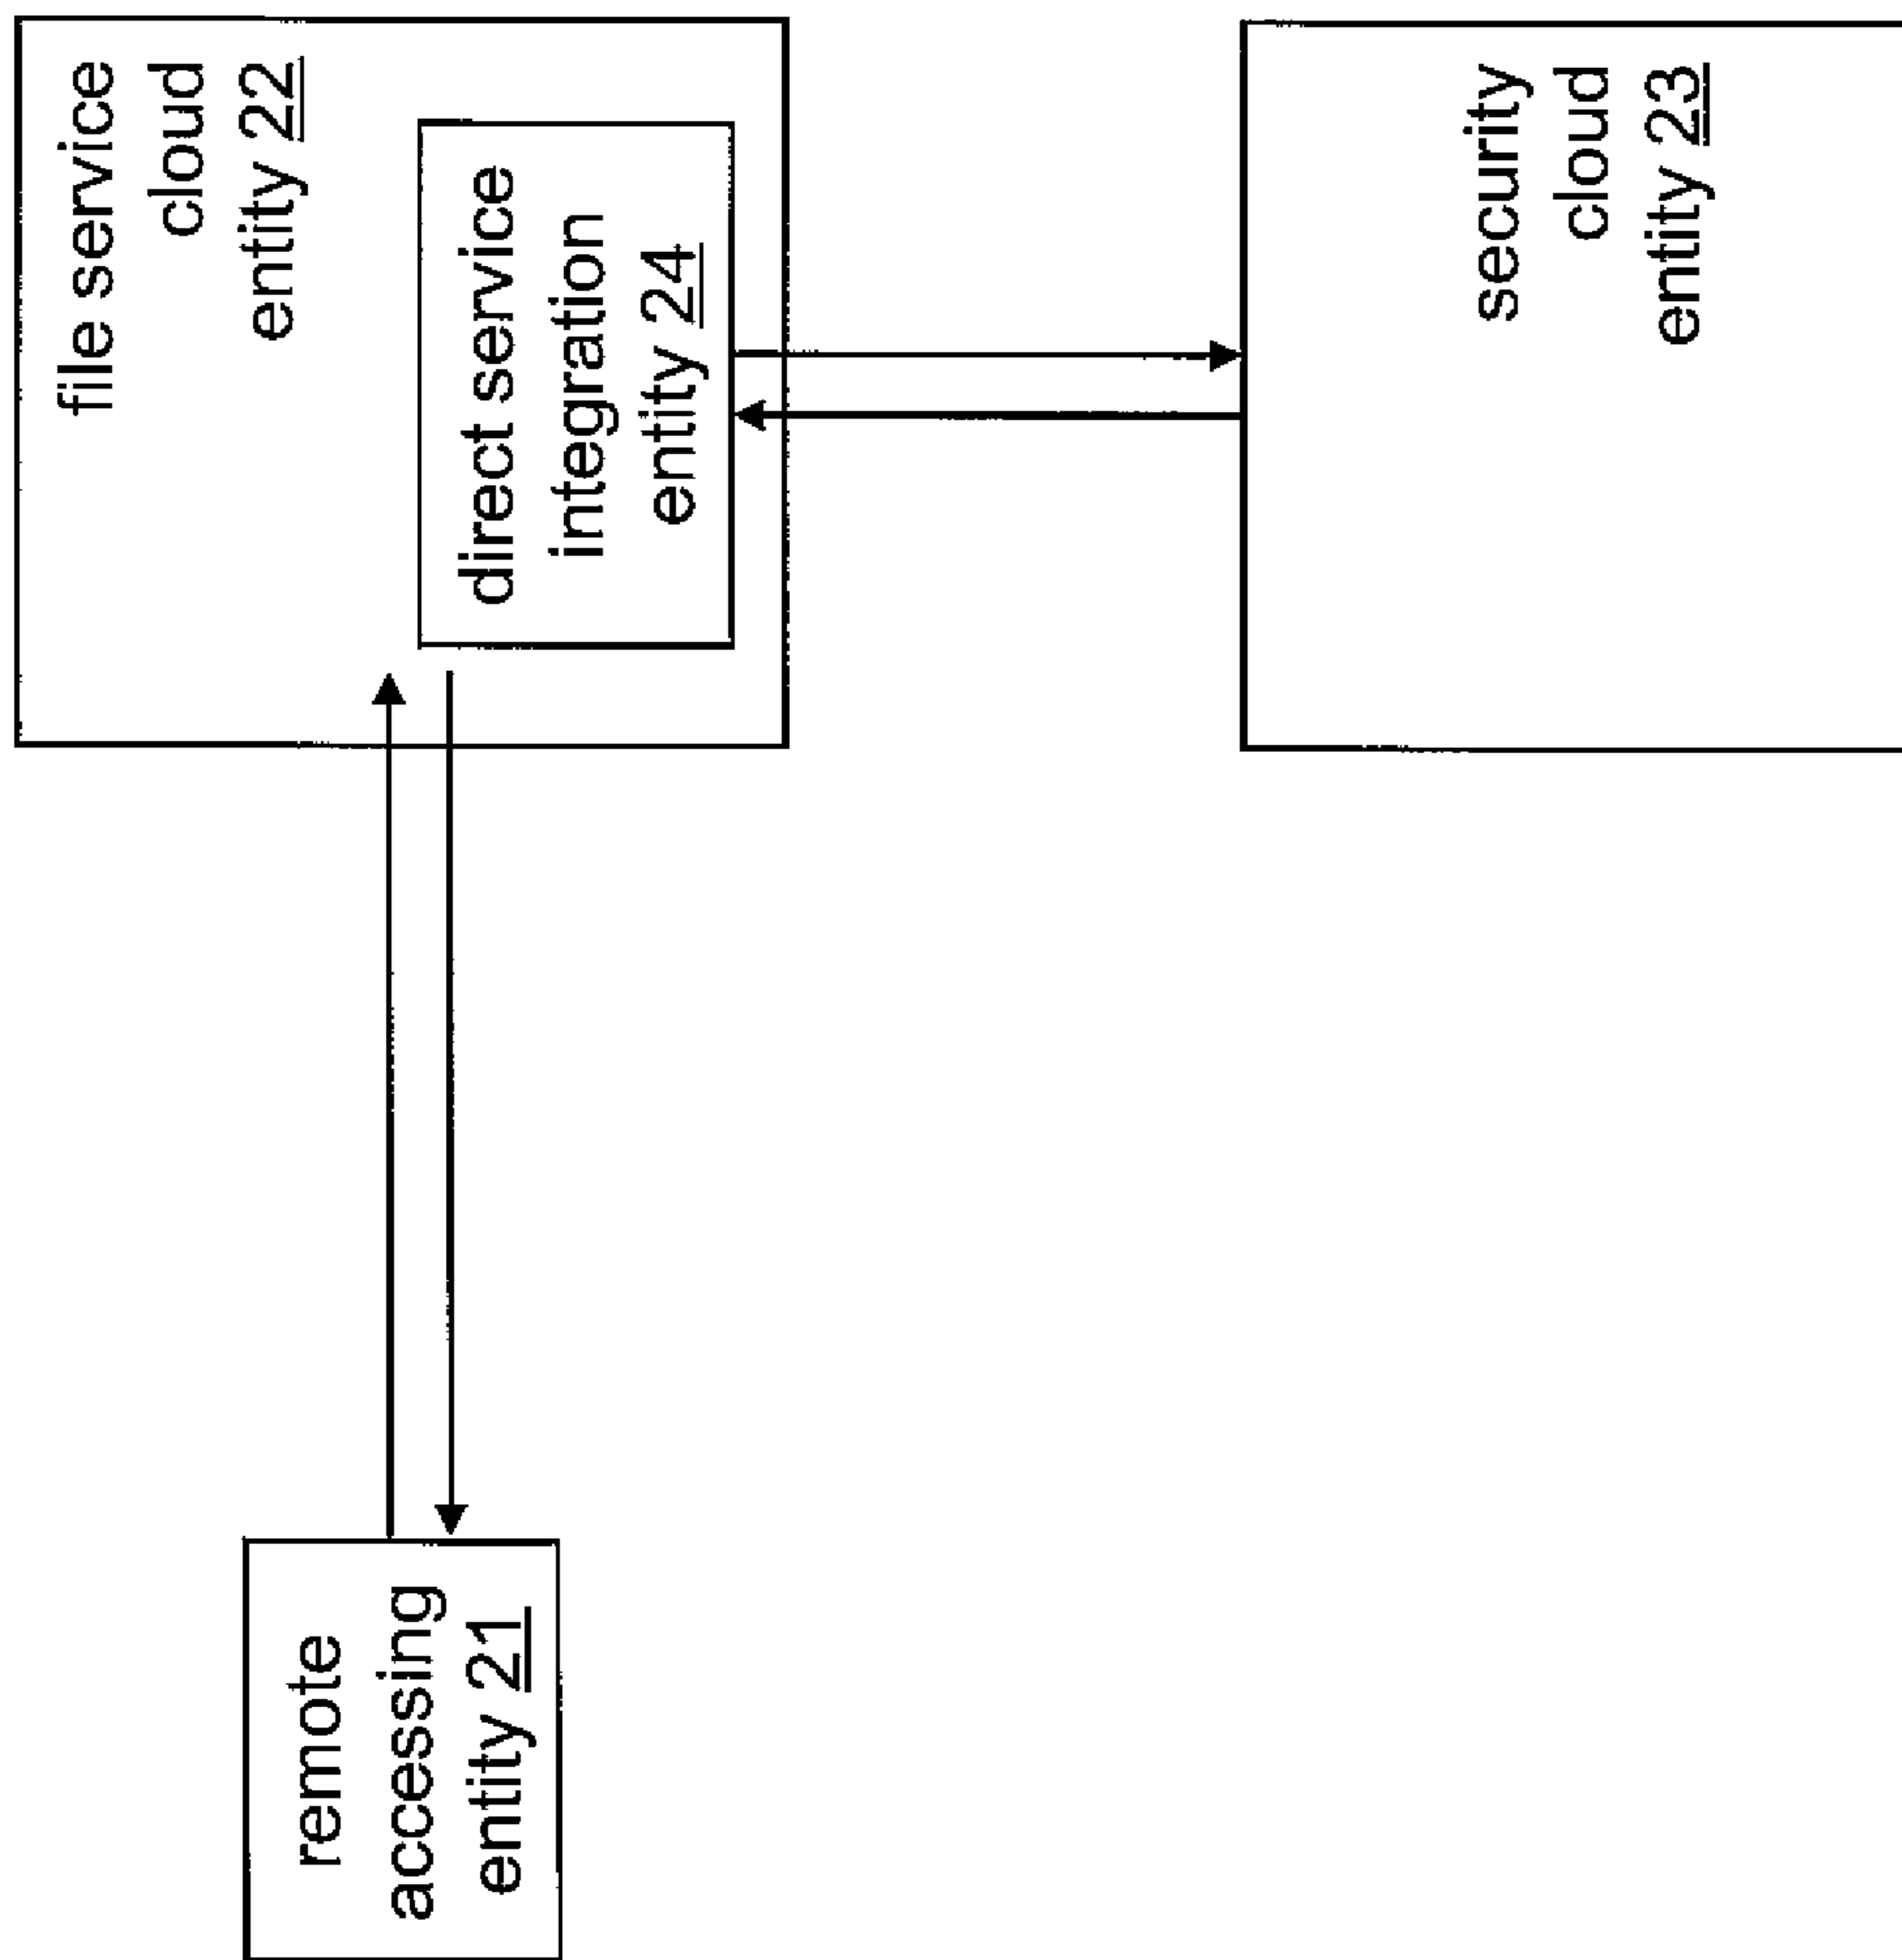 remote
accessing
entity 21
file service
cloud
entity 22
direct service
integration
entity 24
security
cloud
entity 23